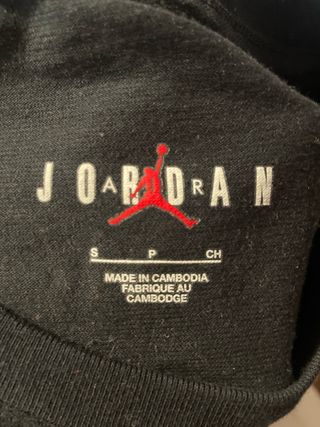 JORDAN
AIR
S P CH
MADE IN CAMBODIA
FABRIQUE AU
CAMBODGE